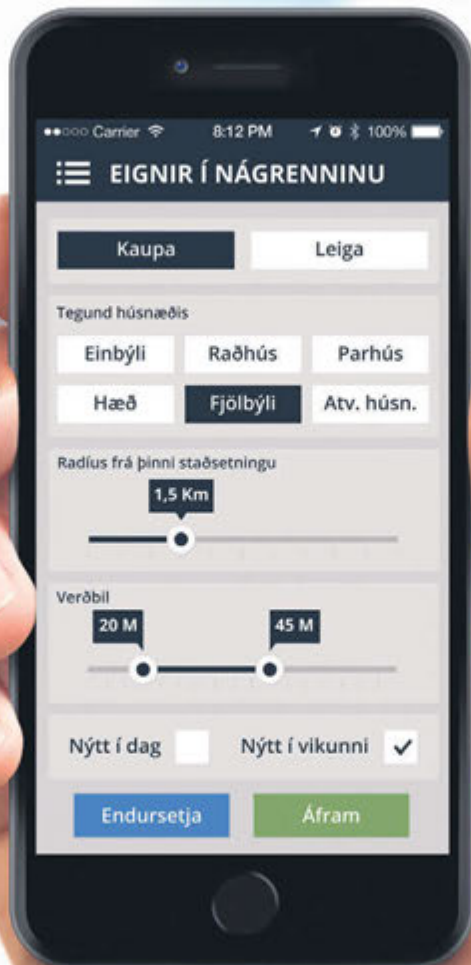 Carrier 8:12 PM 100%
EIGNIR Í NÁGRENNINU
Kaupa Leiga
Tegund húsnæðis
Einbýli Raðhús Parhús
Hæð Fjölbýli Atv. húsn.
Radíus frá þinni staðsetningu
1,5 Km
Verðbil
20 M 45 M
Nýtt í dag Nýtt í vikunni
Endursetja Áfram